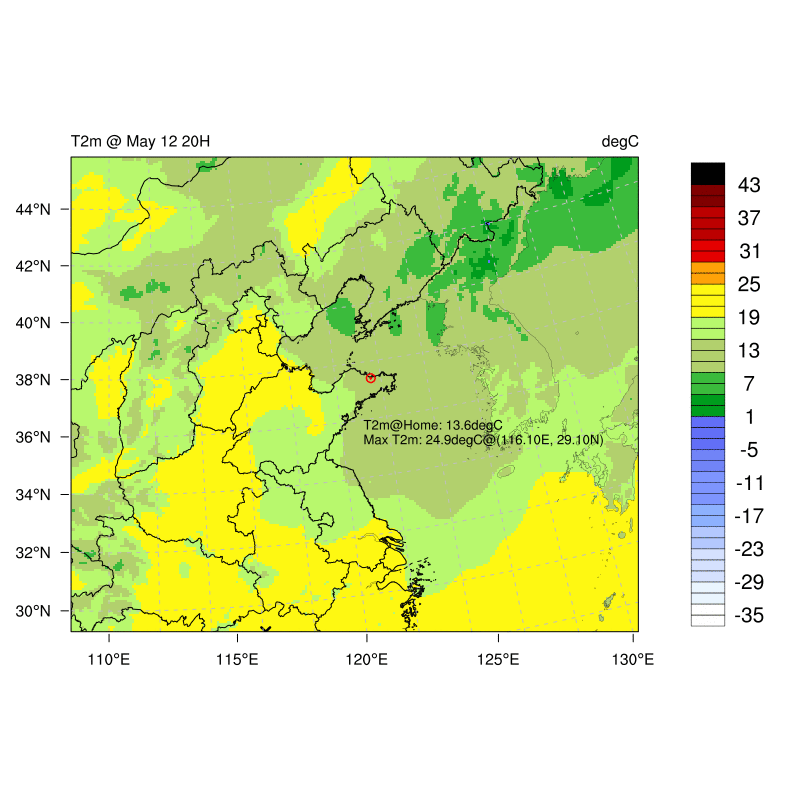 T2m @ May 12 20H
degC
44°N
42°N
40°N
38°N
36°N
34°N
32°N
30°N
110°E
115°E
120°E
125°E
130°E
T2m@Home: 13.6degC
Max T2m: 24.9degC@(116.10E, 29.10N)
43
37
31
25
19
13
7
1
-5
-11
-17
-23
-29
-35